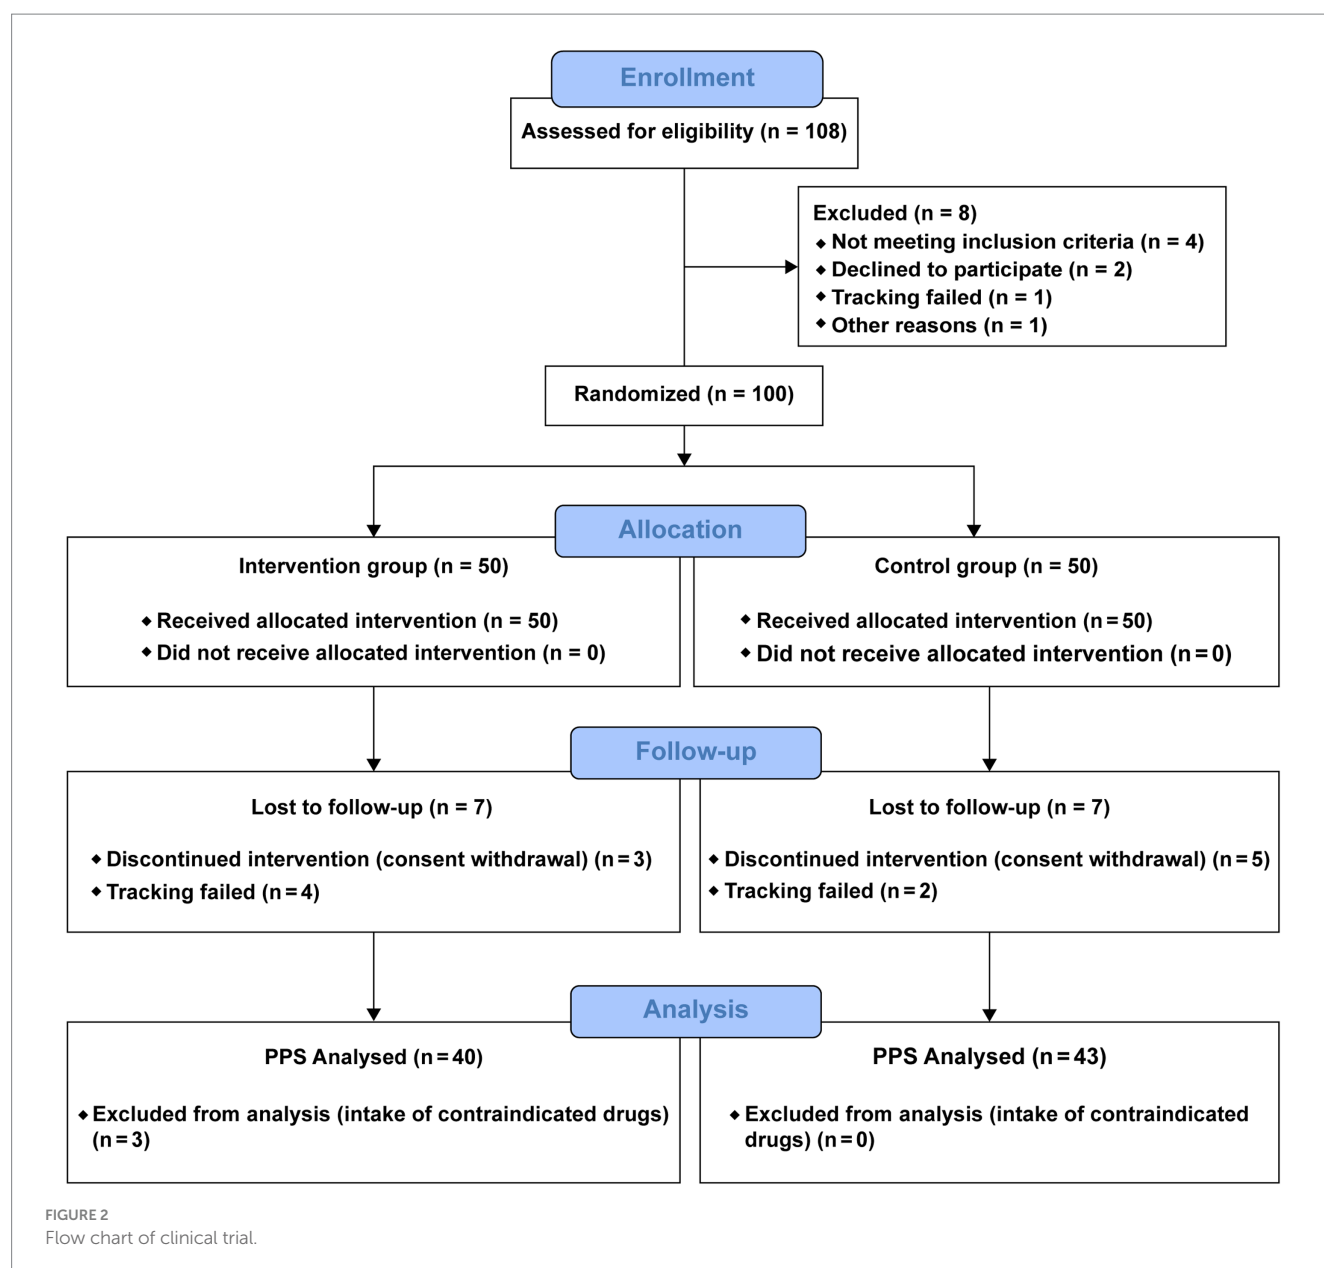 Enrollment
Assessed for eligibility (n = 108)
Excluded (n = 8)
◆ Not meeting inclusion criteria (n = 4)
◆ Declined to participate (n = 2)
◆ Tracking failed (n = 1)
◆ Other reasons (n = 1)
Randomized (n = 100)
Allocation
Intervention group (n = 50)
◆ Received allocated intervention (n = 50)
◆ Did not receive allocated intervention (n = 0)
Control group (n = 50)
◆ Received allocated intervention (n = 50)
◆ Did not receive allocated intervention (n = 0)
Follow-up
Lost to follow-up (n = 7)
◆ Discontinued intervention (consent withdrawal) (n = 3)
◆ Tracking failed (n = 4)
Lost to follow-up (n = 7)
◆ Discontinued intervention (consent withdrawal) (n = 5)
◆ Tracking failed (n = 2)
Analysis
PPS Analysed (n = 40)
◆ Excluded from analysis (intake of contraindicated drugs)
(n = 3)
PPS Analysed (n = 43)
◆ Excluded from analysis (intake of contraindicated
drugs) (n = 0)
FIGURE 2
Flow chart of clinical trial.